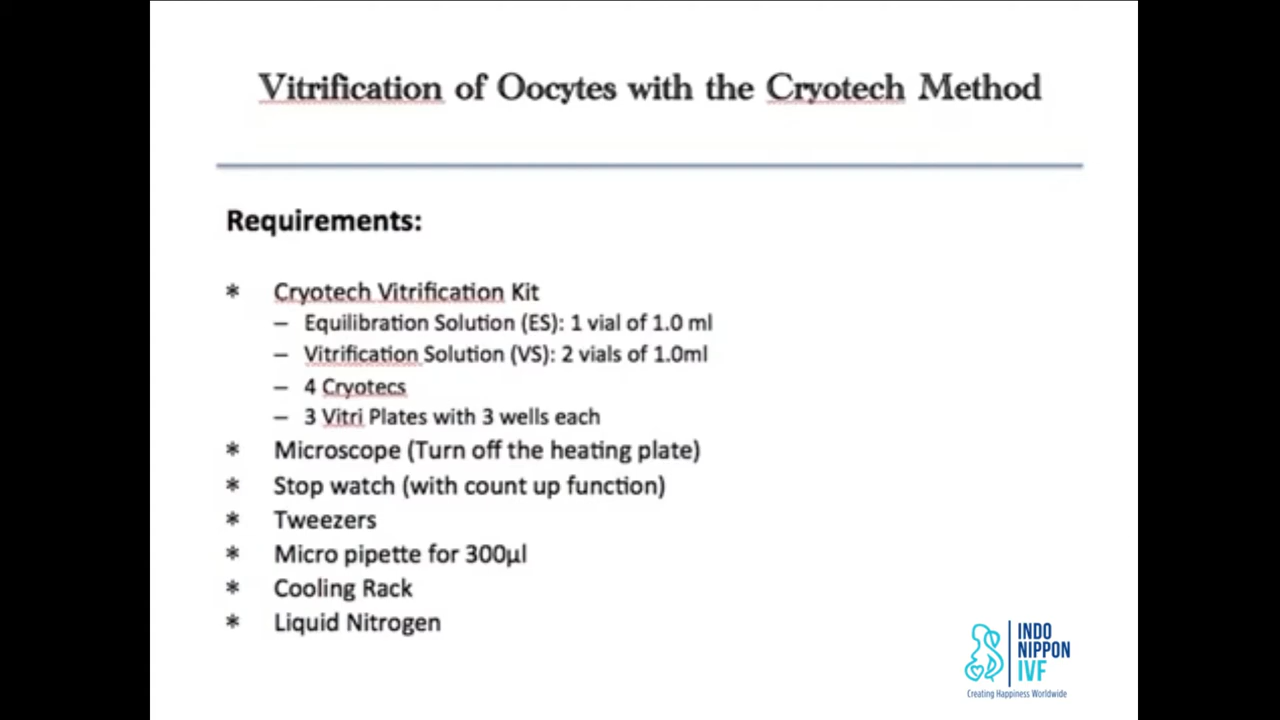 Vitrification of Oocytes with the Cryotech Method
Requirements:
* Cryotech Vitrification Kit
– Equilibration Solution (ES): 1 vial of 1.0 ml
– Vitrification Solution (VS): 2 vials of 1.0ml
– 4 Cryotecs
– 3 Vitri Plates with 3 wells each
* Microscope (Turn off the heating plate)
* Stop watch (with count up function)
* Tweezers
* Micro pipette for 300µl
* Cooling Rack
* Liquid Nitrogen
INDO
NIPPON
IVF
Creating Happiness Worldwide